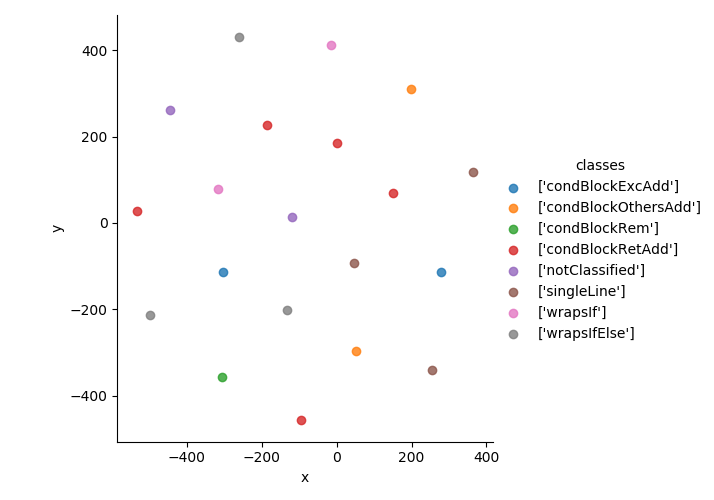 400
200
0
−200
−400
y
−400
−200
0
200
400
x
classes
['condBlockExcAdd']
['condBlockOthersAdd']
['condBlockRem']
['condBlockRetAdd']
['notClassified']
['singleLine']
['wrapsIf']
['wrapsIfElse']